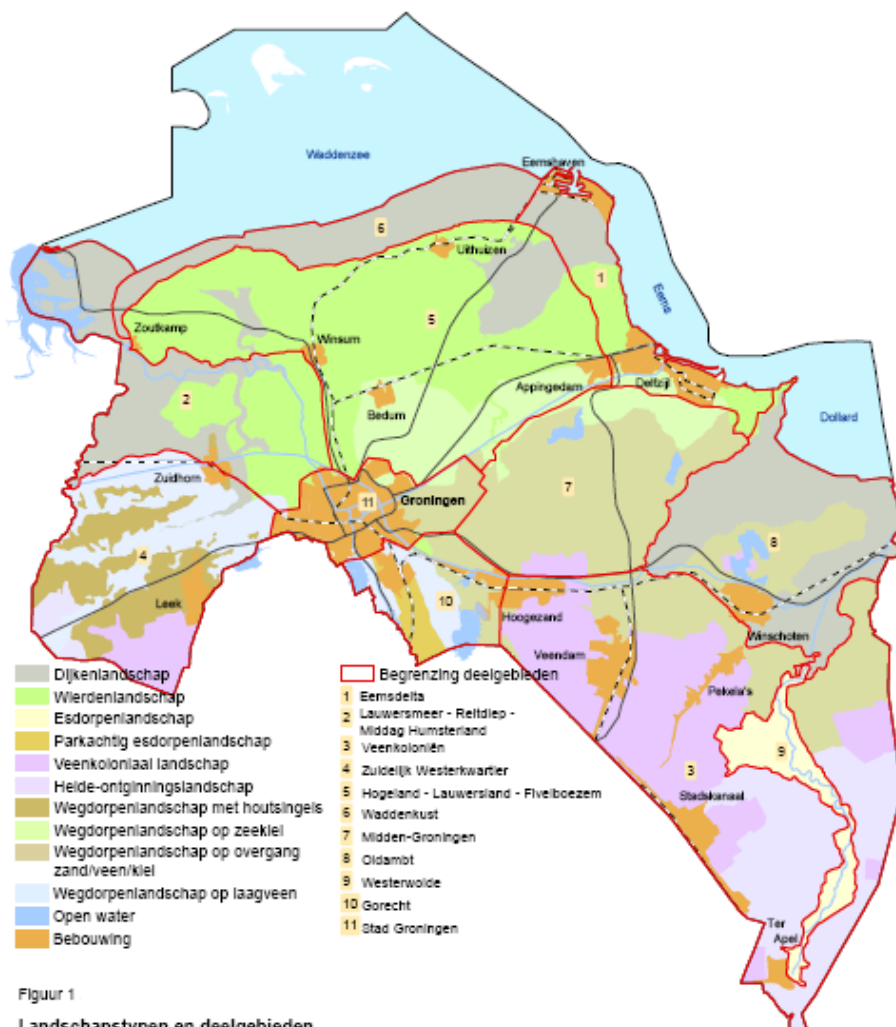 Waddenzee
Eemshaven
6
Uithuizen
1
Eems
5
Zoutkamp
Winsum
2
Appingedam
Delfzijl
Bedum
Dollard
Zuidhorn
7
11
Groningen
8
4
10
Leek
Hoogezand
Winschoten
Veendam
Pekela's
9
3
Stadskanaal
Ter
Apel
Dijkenlandschap
Wierdenlandschap
Esdorpenlandschap
Parkachtig esdorpenlandschap
Veenkoloniaal landschap
Heide-ontginningslandschap
Wegdorpenlandschap met houtsingels
Wegdorpenlandschap op zeeklei
Wegdorpenlandschap op overgang
zand/veen/klei
Wegdorpenlandschap op laagveen
Open water
Bebouwing
Begrenzing deelgebieden
1 Eemsdelta
2 Lauwersmeer - Reitdiep -
Middag Humsterland
3 Veenkoloniën
4 Zuidelijk Westerkwartier
5 Hogeland - Lauwersland - Fivelboezem
6 Waddenkust
7 Midden-Groningen
8 Oldambt
9 Westerwolde
10 Gorecht
11 Stad Groningen
Figuur 1
Landschapstypen en deelgebieden